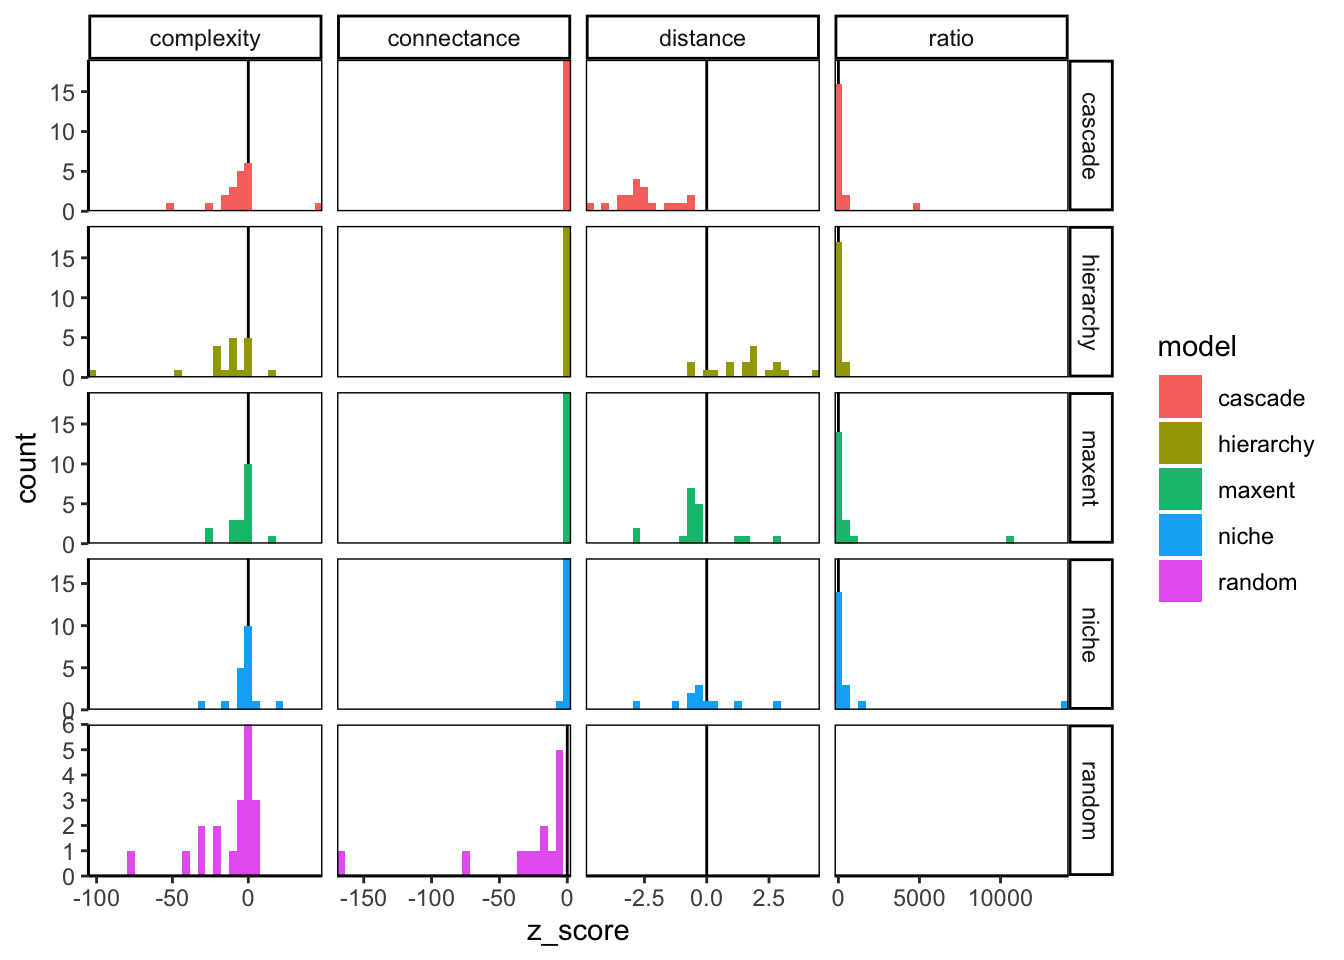 complexity connectance distance ratio
15
10
5
0
cascade
15
10
5
0
hierarchy
15
10
5
0
maxent
15
10
5
0
niche
6
5
4
3
2
1
0
random
-100 -50 0 -150 -100 -50 0 -2.5 0.0 2.5 0 5000 10000
z_score
count
model
cascade
hierarchy
maxent
niche
random